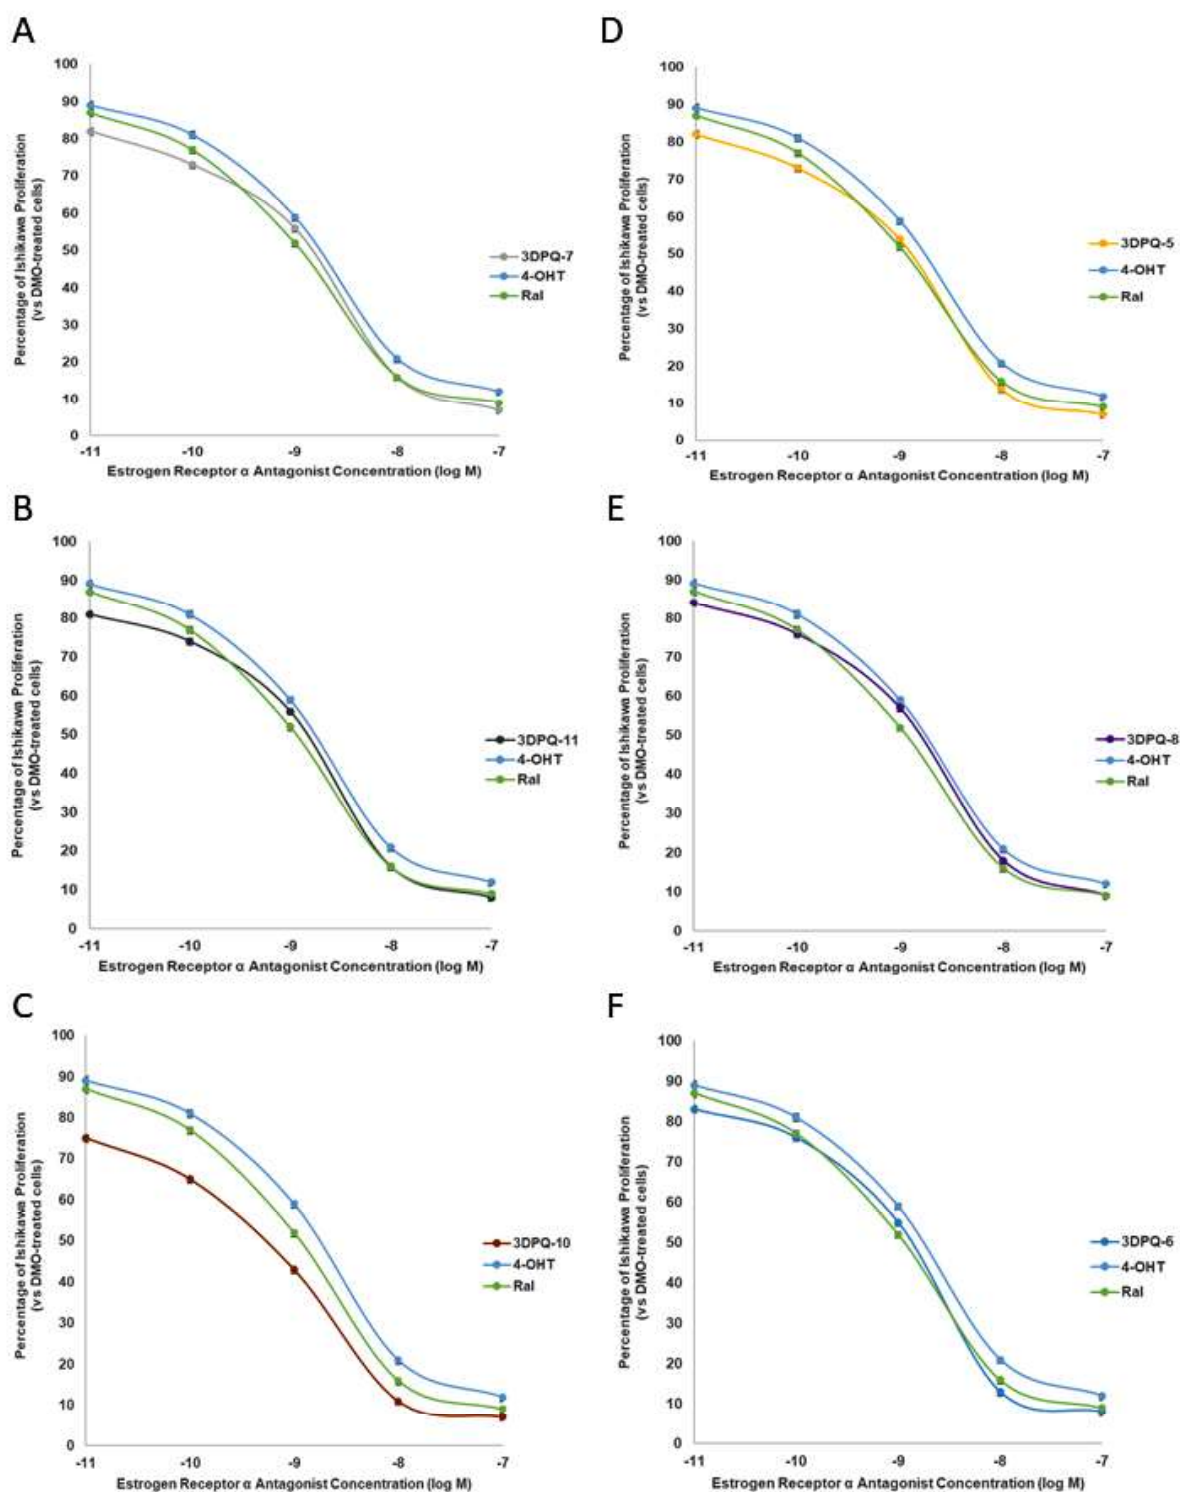 A
Percentage of Ishikawa Proliferation
(vs DMO-treated cells)
100
90
80
70
60
50
40
30
20
10
0
-11 -10 -9 -8 -7
Estrogen Receptor α Antagonist Concentration (log M)
3DPQ-7
4-OHT
Ral
D
Percentage of Ishikawa Proliferation
(vs DMO-treated cells)
100
90
80
70
60
50
40
30
20
10
0
-11 -10 -9 -8 -7
Estrogen Receptor α Antagonist Concentration (log M)
3DPQ-5
4-OHT
Ral
B
Percentage of Ishikawa Proliferation
(vs DMO-treated cells)
100
90
80
70
60
50
40
30
20
10
0
-11 -10 -9 -8 -7
Estrogen Receptor α Antagonist Concentration (log M)
3DPQ-11
4-OHT
Ral
E
Percentage of Ishikawa Proliferation
(vs DMO-treated cells)
100
90
80
70
60
50
40
30
20
10
0
-11 -10 -9 -8 -7
Estrogen Receptor α Antagonist Concentration (log M)
3DPQ-8
4-OHT
Ral
C
Percentage of Ishikawa Proliferation
(vs DMO-treated cells)
100
90
80
70
60
50
40
30
20
10
0
-11 -10 -9 -8 -7
Estrogen Receptor α Antagonist Concentration (log M)
3DPQ-10
4-OHT
Ral
F
Percentage of Ishikawa Proliferation
(vs DMO-treated cells)
100
90
80
70
60
50
40
30
20
10
0
-11 -10 -9 -8 -7
Estrogen Receptor α Antagonist Concentration (log M)
3DPQ-6
4-OHT
Ral